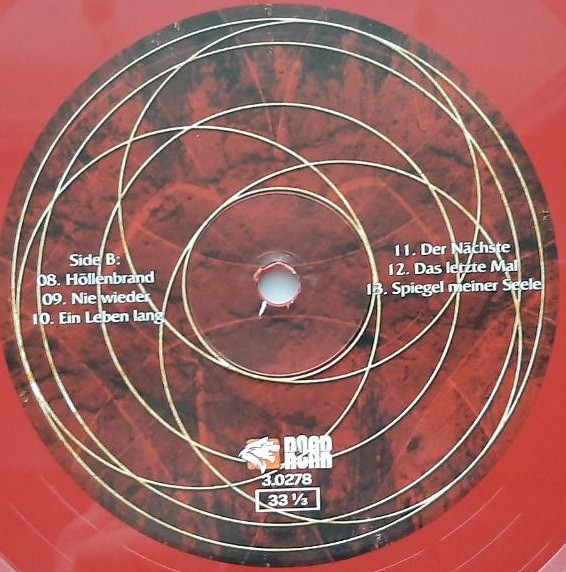 Side B:
08. Höllenbrand
09. Nie wieder
10. Ein Leben lang
11. Der Nächste
12. Das letzte Mal
13. Spiegel meiner Seele
ROAR
3.0278
33 ⅓